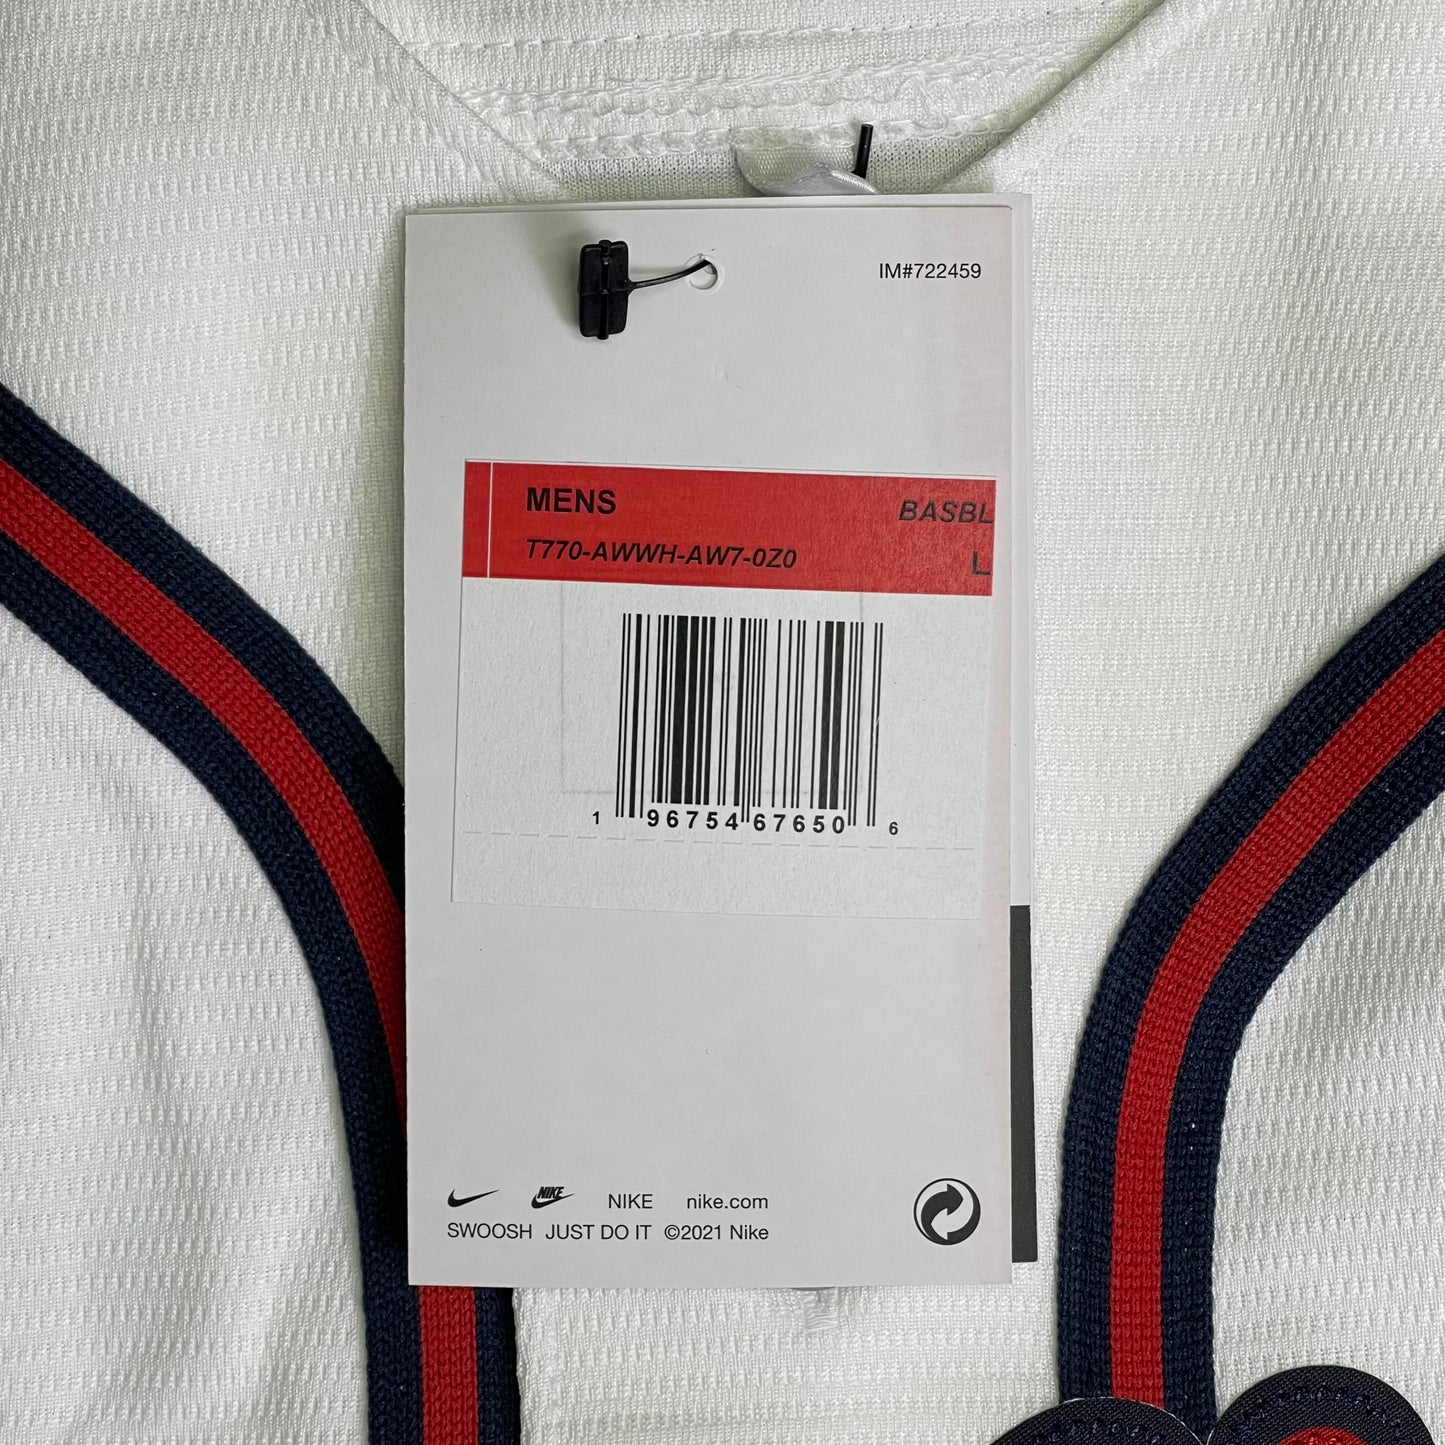 IM#722459
MENS BASBL
T770-AWWH-AW7-0Z0 L
1 96754 67650 6
NIKE NIKE nike.com
SWOOSH JUST DO IT ©2021 Nike